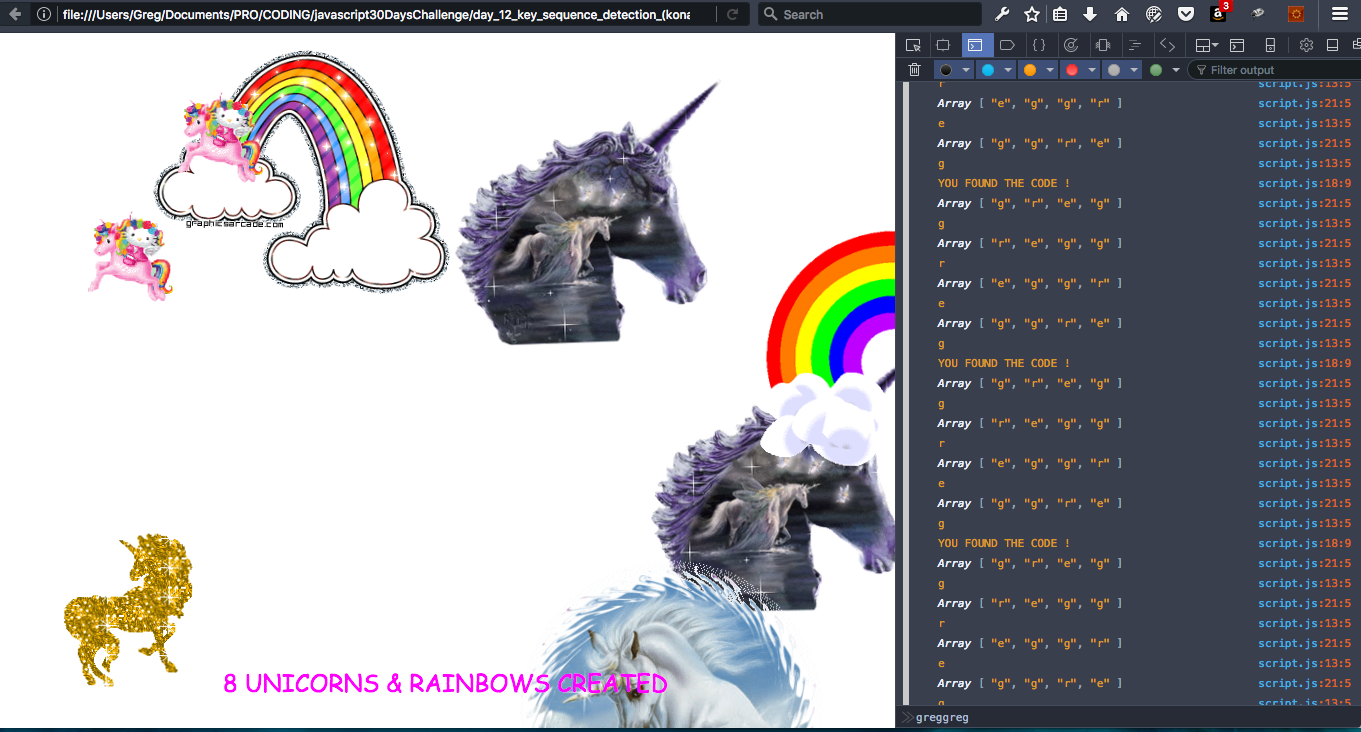 file:///Users/Greg/Documents/PRO/CODING/javascript30DaysChallenge/day_12_key_sequence_detection_(kona
Search
3
Filter output
graphicsarcade.com
8 UNICORNS & RAINBOWS CREATED
r script.js:13:5
Array [ "e", "g", "g", "r" ] script.js:21:5
e script.js:13:5
Array [ "g", "g", "r", "e" ] script.js:21:5
g script.js:13:5
YOU FOUND THE CODE ! script.js:18:9
Array [ "g", "r", "e", "g" ] script.js:21:5
g script.js:13:5
Array [ "r", "e", "g", "g" ] script.js:21:5
r script.js:13:5
Array [ "e", "g", "g", "r" ] script.js:21:5
e script.js:13:5
Array [ "g", "g", "r", "e" ] script.js:21:5
g script.js:13:5
YOU FOUND THE CODE ! script.js:18:9
Array [ "g", "r", "e", "g" ] script.js:21:5
g script.js:13:5
Array [ "r", "e", "g", "g" ] script.js:21:5
r script.js:13:5
Array [ "e", "g", "g", "r" ] script.js:21:5
e script.js:13:5
Array [ "g", "g", "r", "e" ] script.js:21:5
g script.js:13:5
YOU FOUND THE CODE ! script.js:18:9
Array [ "g", "r", "e", "g" ] script.js:21:5
g script.js:13:5
Array [ "r", "e", "g", "g" ] script.js:21:5
r script.js:13:5
Array [ "e", "g", "g", "r" ] script.js:21:5
e script.js:13:5
Array [ "g", "g", "r", "e" ] script.js:21:5
g script.js:13:5
greggreg